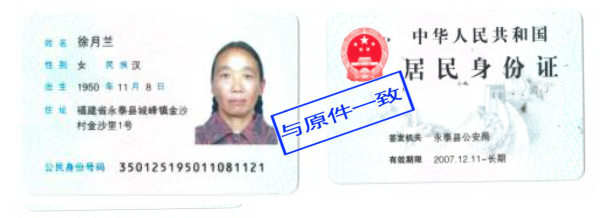 姓名 徐月兰
性别 女 民族 汉
出生 1950 年 11 月 8 日
住址 福建省永泰县城峰镇金沙
村金沙里1号
公民身份号码 350125195011081121
与原件一致
中华人民共和国
居民身份证
签发机关 永泰县公安局
有效期限 2007.12.11-长期